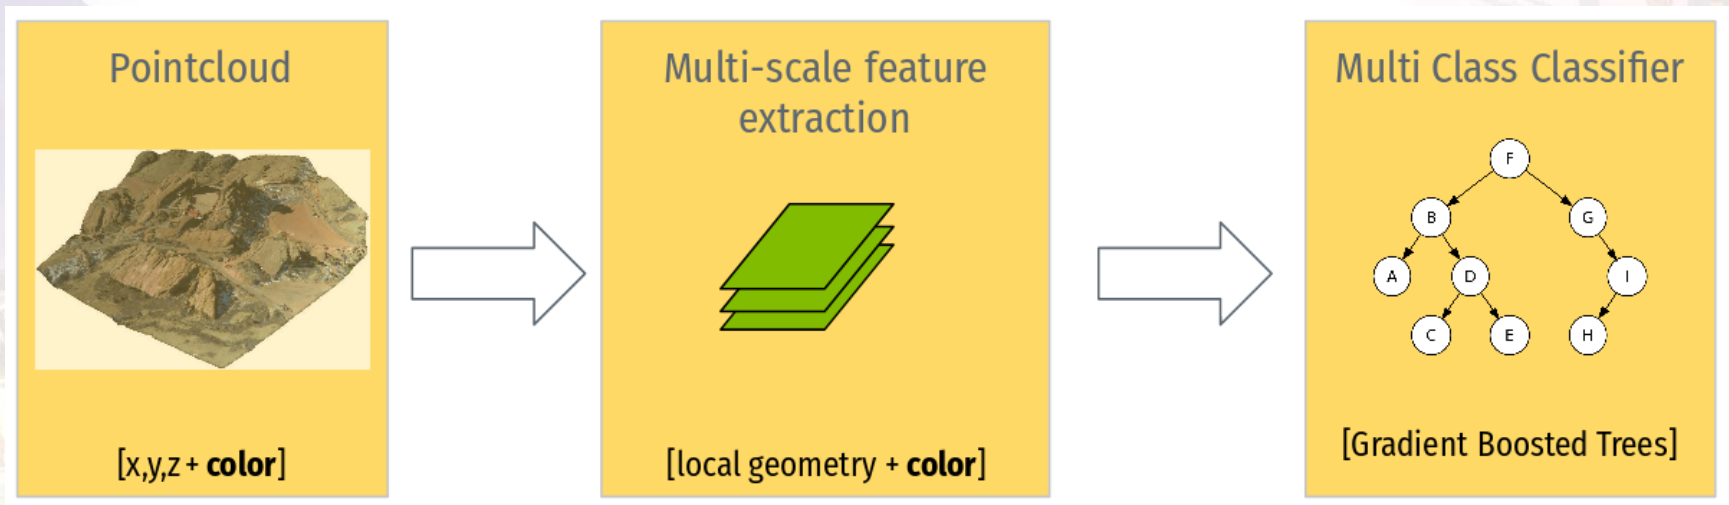 Pointcloud
[x,y,z + color]
Multi-scale feature
extraction
[local geometry + color]
Multi Class Classifier
F
B
G
A
D
I
C
E
H
[Gradient Boosted Trees]